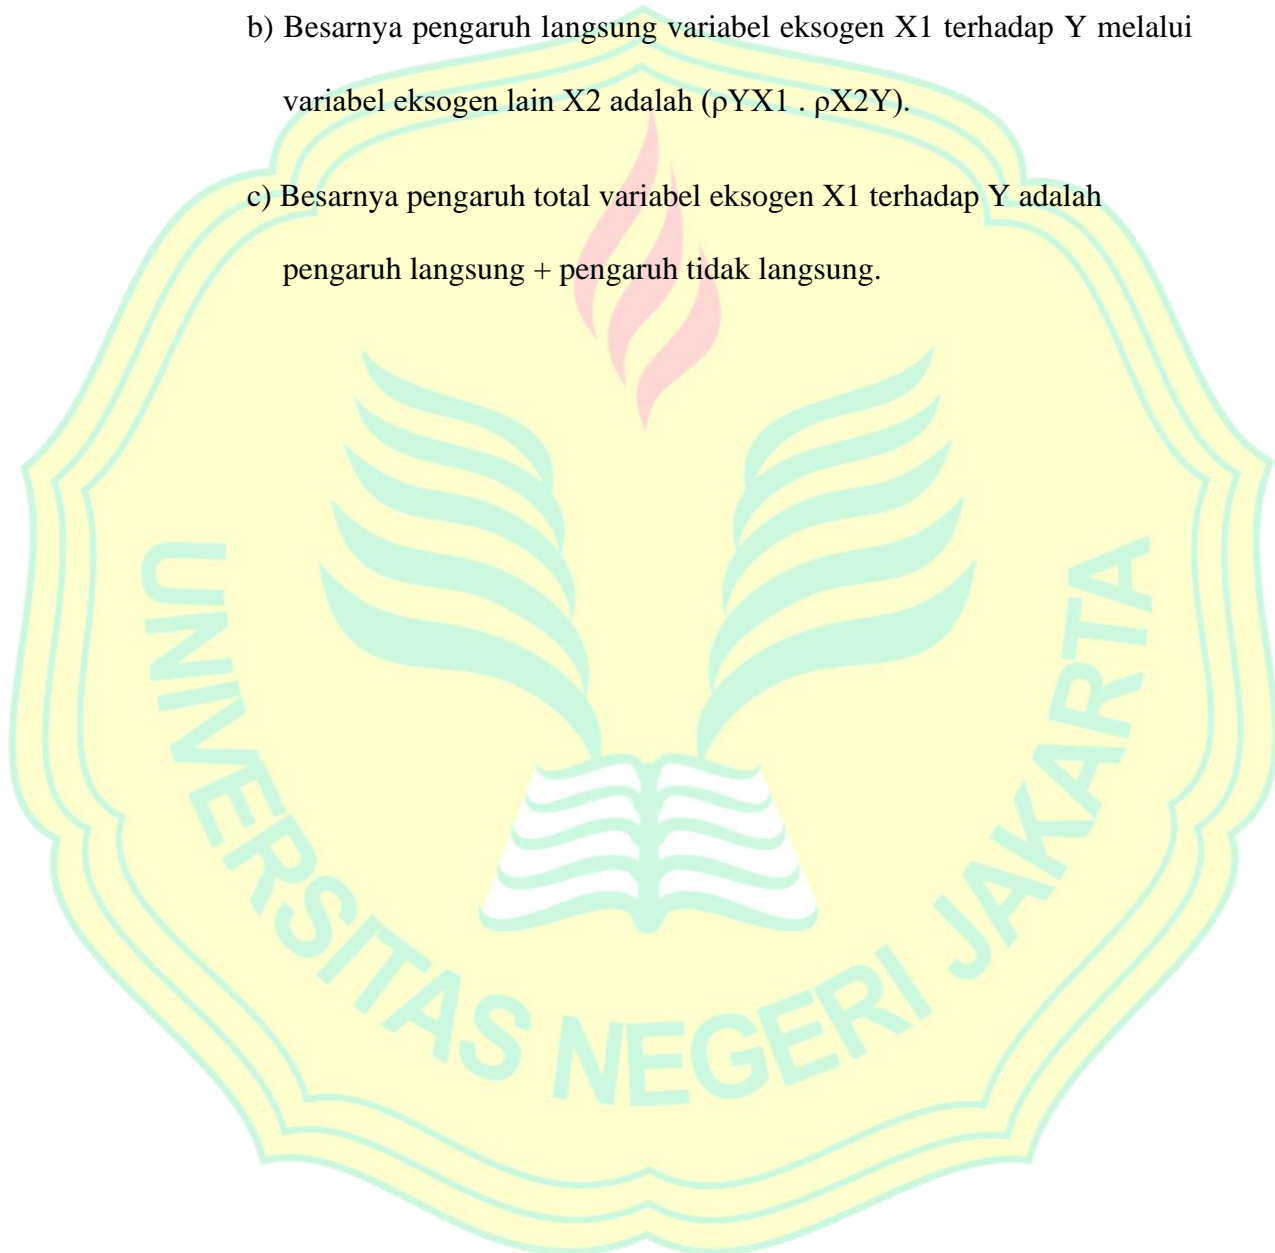 b) Besarnya pengaruh langsung variabel eksogen X1 terhadap Y melalui
variabel eksogen lain X2 adalah (ρYX1 . ρX2Y).
c) Besarnya pengaruh total variabel eksogen X1 terhadap Y adalah
pengaruh langsung + pengaruh tidak langsung.
UNIVERSITAS NEGERI JAKARTA